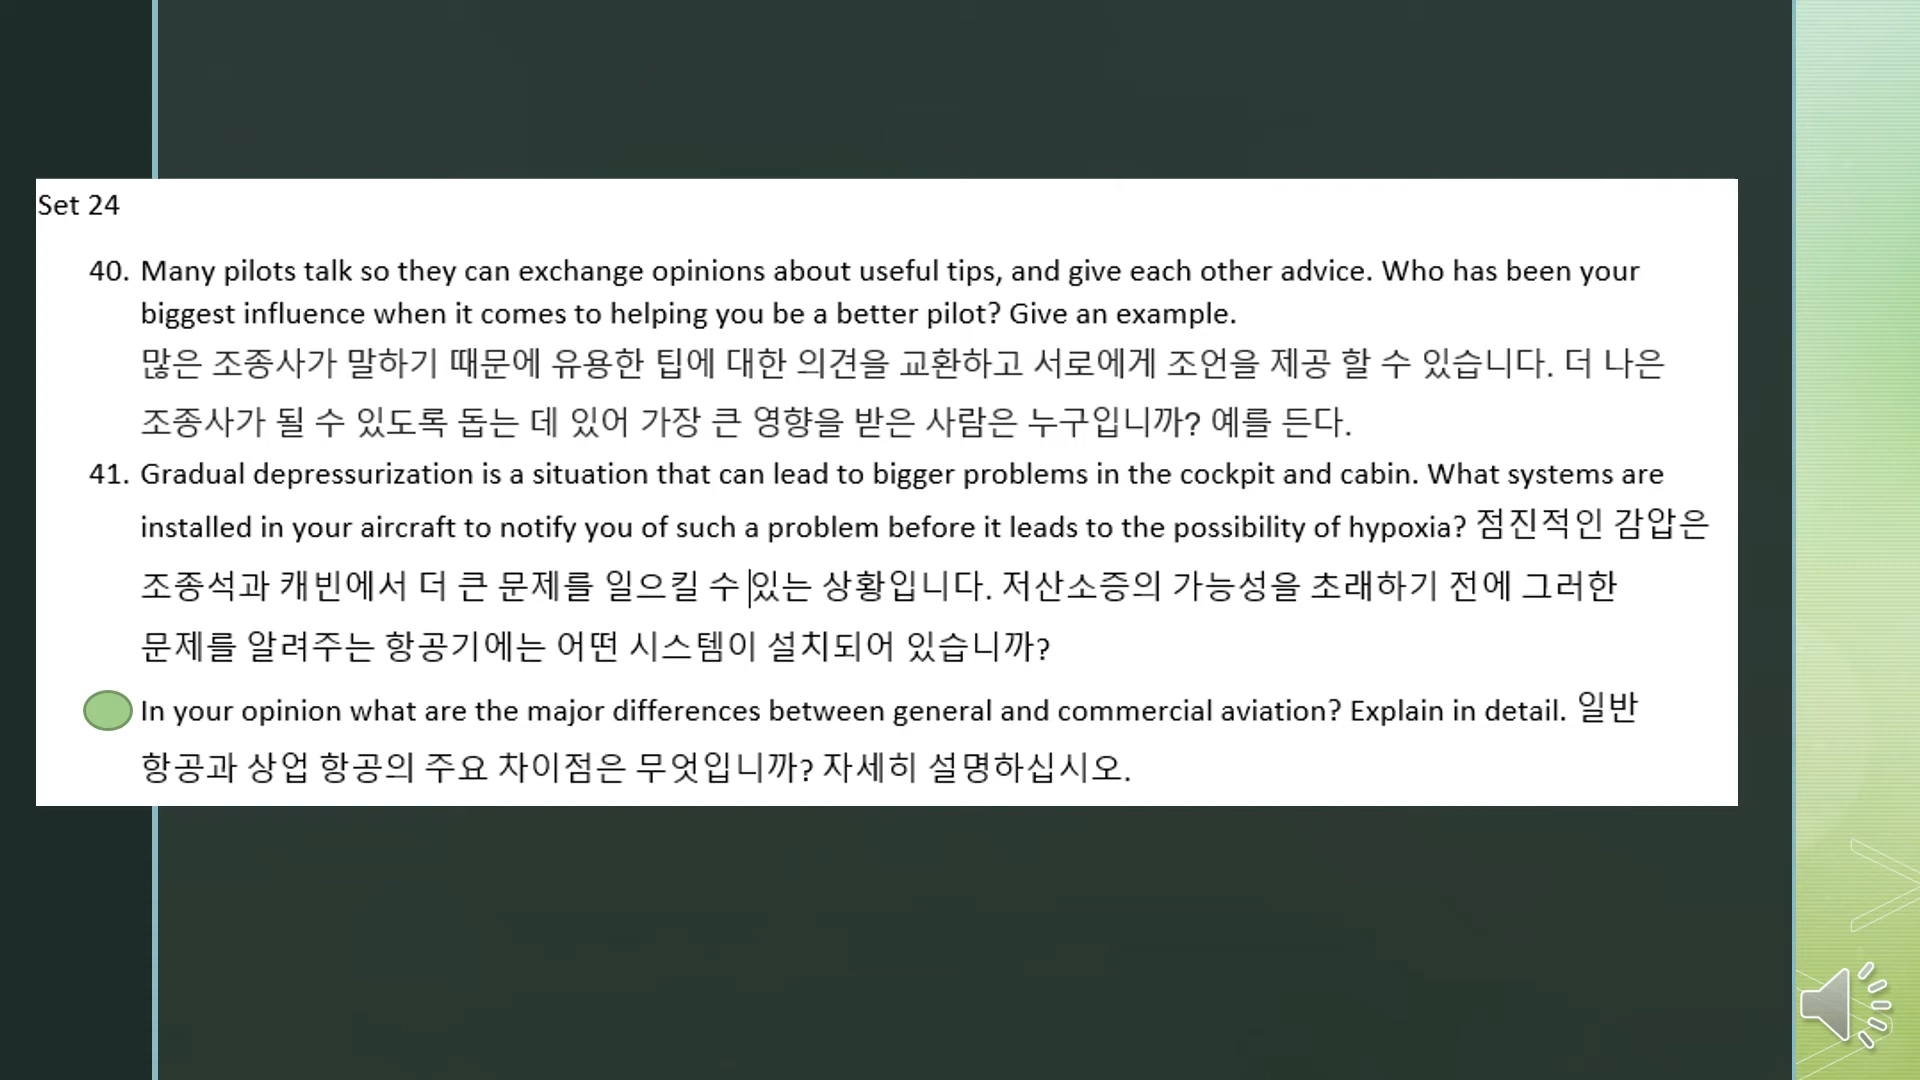 Set 24
40. Many pilots talk so they can exchange opinions about useful tips, and give each other advice. Who has been your
biggest influence when it comes to helping you be a better pilot? Give an example.
많은 조종사가 말하기 때문에 유용한 팁에 대한 의견을 교환하고 서로에게 조언을 제공 할 수 있습니다. 더 나은
조종사가 될 수 있도록 돕는 데 있어 가장 큰 영향을 받은 사람은 누구입니까? 예를 든다.
41. Gradual depressurization is a situation that can lead to bigger problems in the cockpit and cabin. What systems are
installed in your aircraft to notify you of such a problem before it leads to the possibility of hypoxia? 점진적인 감압은
조종석과 캐빈에서 더 큰 문제를 일으킬 수 있는 상황입니다. 저산소증의 가능성을 초래하기 전에 그러한
문제를 알려주는 항공기에는 어떤 시스템이 설치되어 있습니까?
In your opinion what are the major differences between general and commercial aviation? Explain in detail. 일반
항공과 상업 항공의 주요 차이점은 무엇입니까? 자세히 설명하십시오.